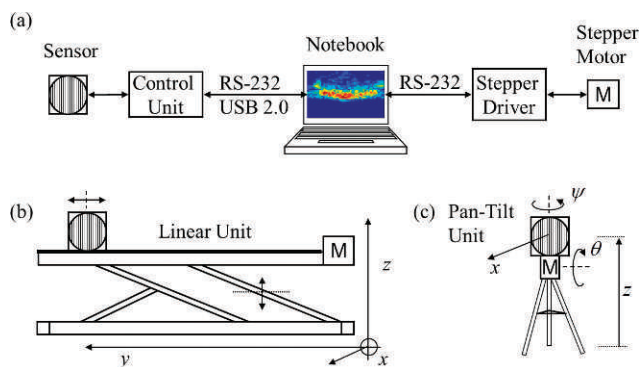 (a)
Sensor
Control
Unit
RS-232
USB 2.0
Notebook
RS-232
Stepper
Driver
Stepper
Motor
M
(b)
Linear Unit
M
z
y
x
(c)
Pan-Tilt
Unit
ψ
θ
M
x
z